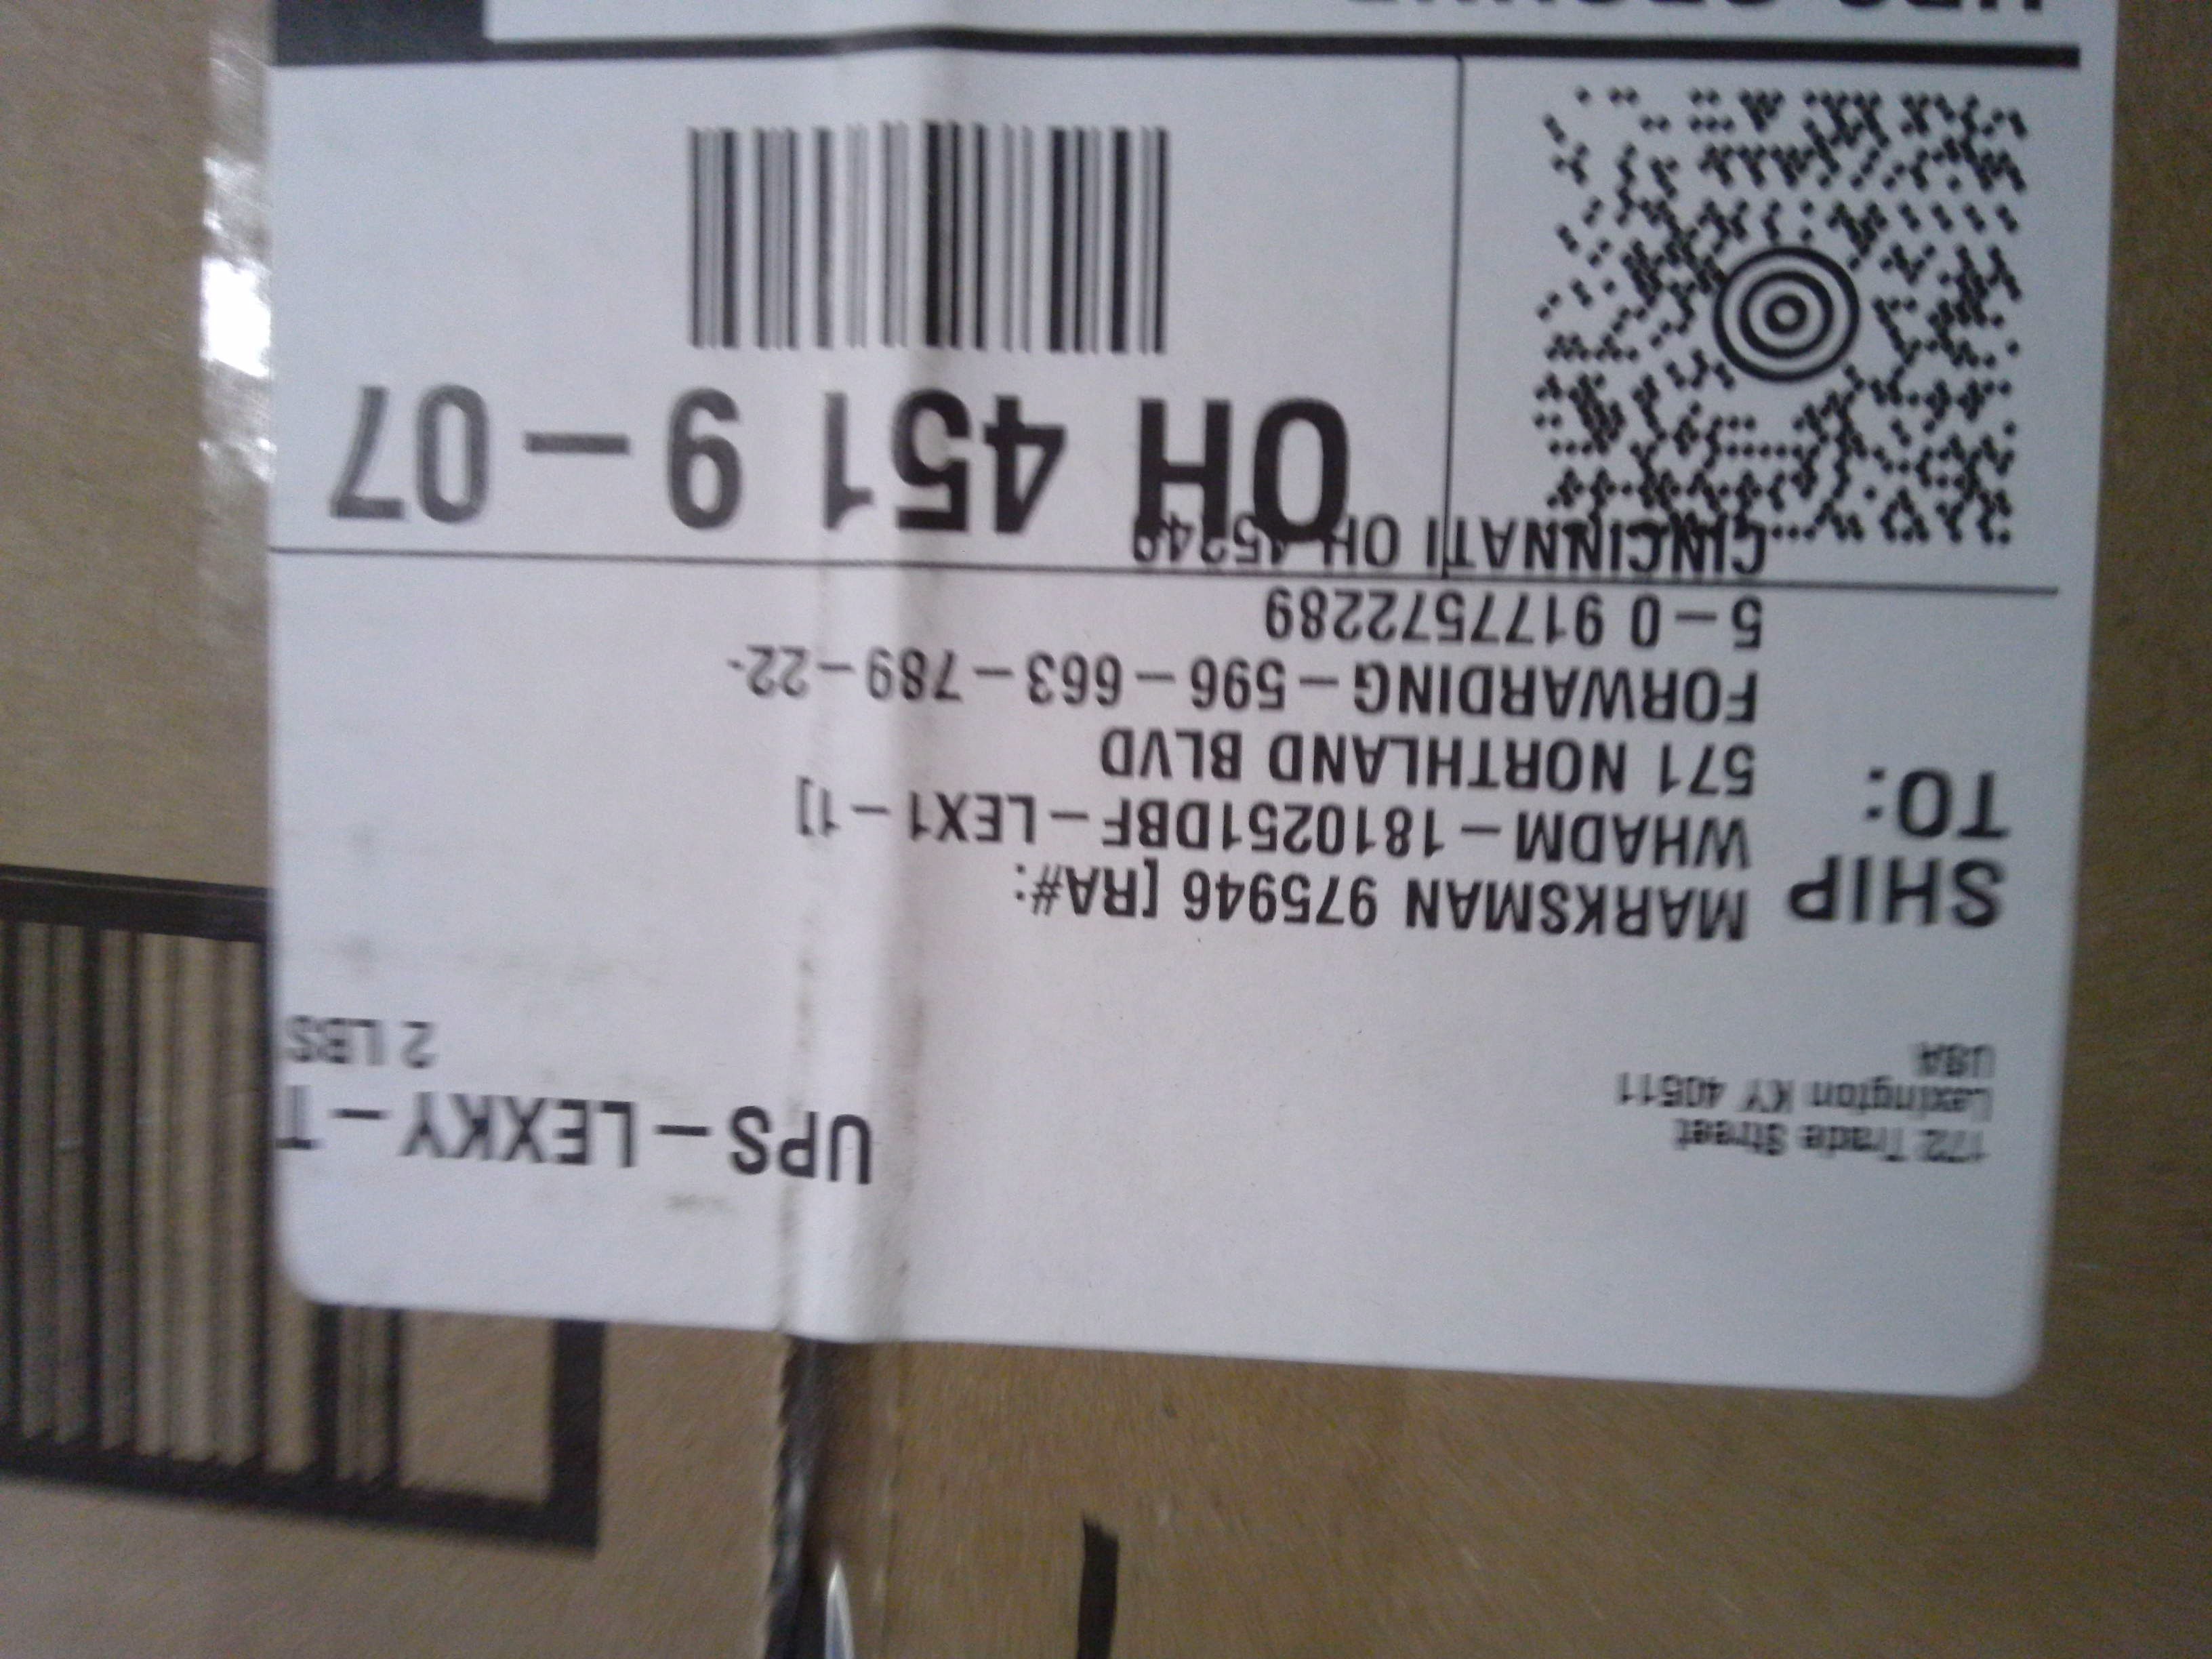 172 Trade Street
Lexington KY 40511
USA
UPS-LEXKY-T
2 LBS
SHIP
TO:
MARKSMAN 975946 [RA#:
WHADM-1810251DBF-LEX1-1]
571 NORTHLAND BLVD
FORWARDING-596-663-789-22-
5-0 9177572289
CINCINNATI OH 45240
OH 451 9-07